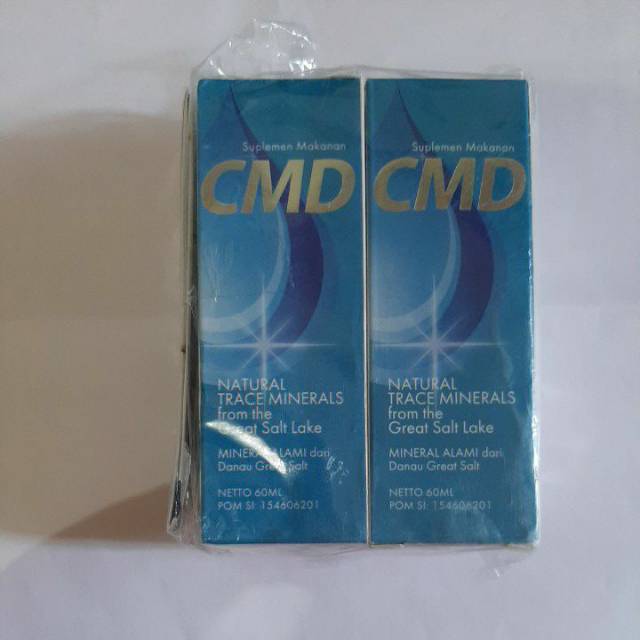 Suplemen Makanan
CMD
NATURAL
TRACE MINERALS
from the
Great Salt Lake
MINERAL ALAMI dari
Danau Great Salt
NETTO 60ML
POM SI: 154606201
Suplemen Makanan
CMD
NATURAL
TRACE MINERALS
from the
Great Salt Lake
MINERAL ALAMI dari
Danau Great Salt
NETTO 60ML
POM SI: 154606201